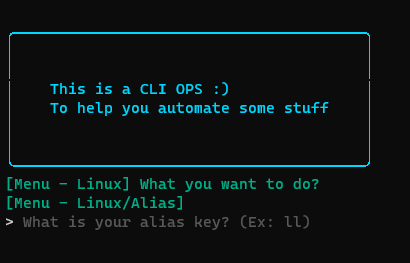 This is a CLI OPS :)
To help you automate some stuff
[Menu - Linux] What you want to do?
[Menu - Linux/Alias]
> What is your alias key? (Ex: ll)